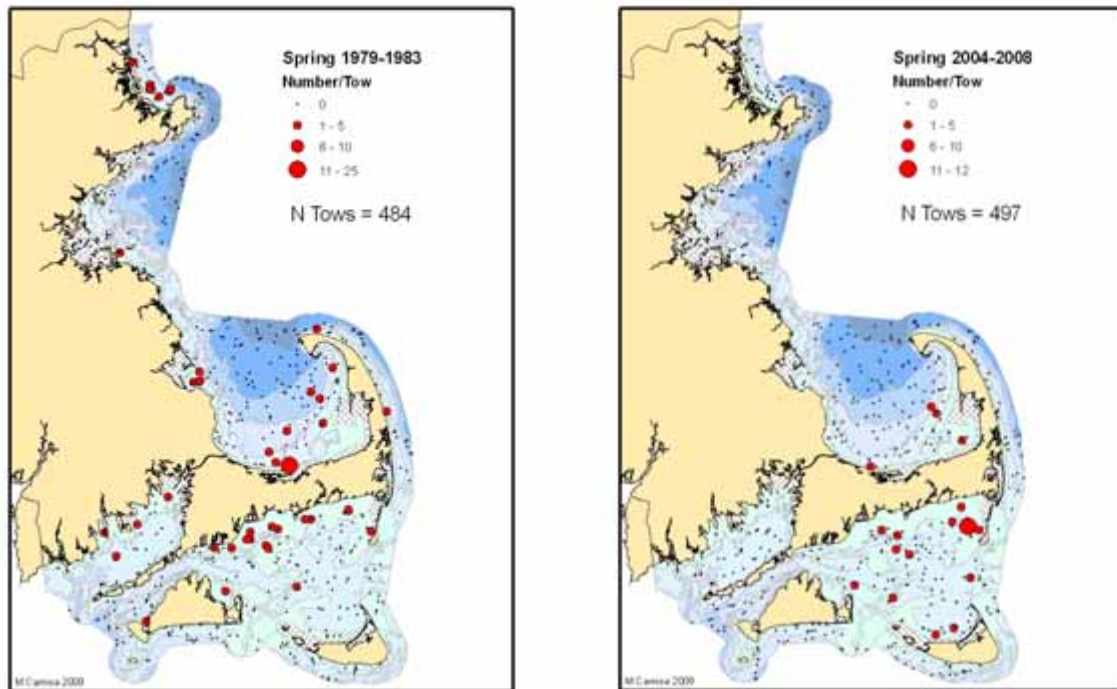 Spring 1979-1983
Number/Tow
0
1 - 5
6 - 10
11 - 25
N Tows = 484
M Camisa 2009
Spring 2004-2008
Number/Tow
0
1 - 5
6 - 10
11 - 12
N Tows = 497
M Camisa 2009